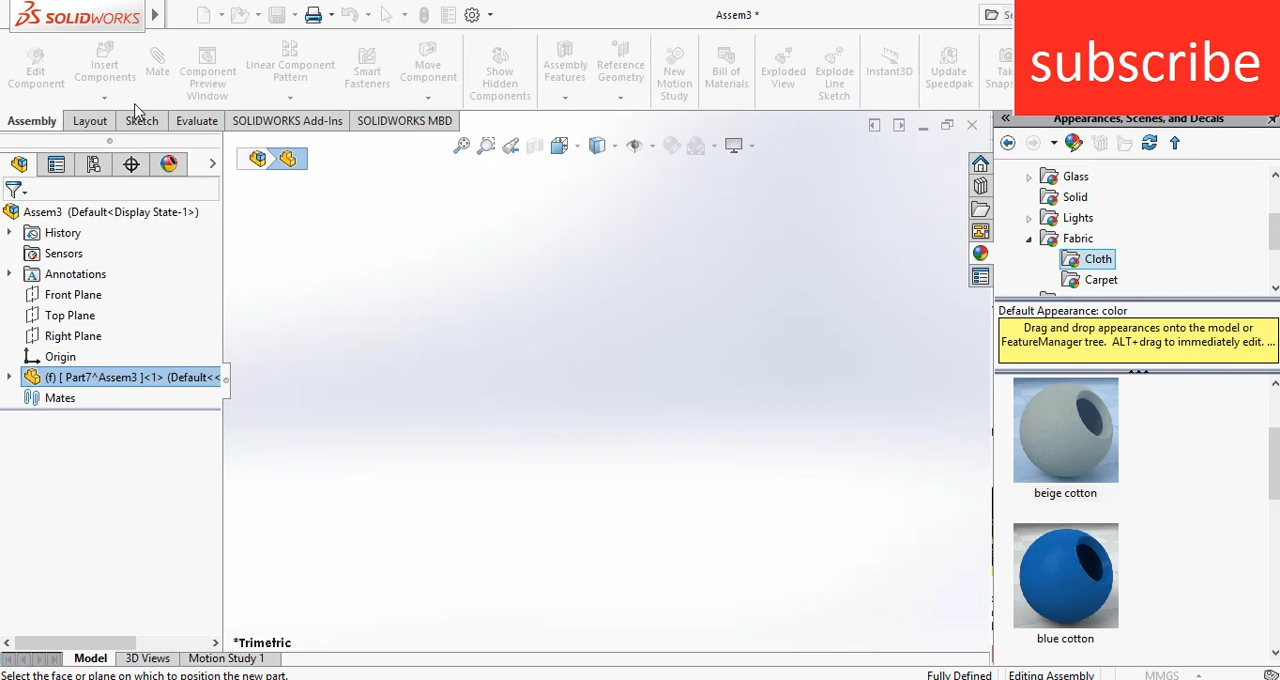 SOLIDWORKS
Assem3 *
Se
subscribe
Edit
Component
Insert
Components
Mate
Component
Preview
Window
Linear Component
Pattern
Smart
Fasteners
Move
Component
Show
Hidden
Components
Assembly
Features
Reference
Geometry
New
Motion
Study
Bill of
Materials
Exploded
View
Explode
Line
Sketch
Instant3D
Update
Speedpak
Tak
Snaps
Assembly
Layout
Sketch
Evaluate
SOLIDWORKS Add-Ins
SOLIDWORKS MBD
Appearances, Scenes, and Decals
Assem3 (Default<Display State-1>)
History
Sensors
Annotations
Front Plane
Top Plane
Right Plane
Origin
(f) [ Part7^Assem3 ]<1> (Default<<
Mates
Glass
Solid
Lights
Fabric
Cloth
Carpet
Default Appearance: color
Drag and drop appearances onto the model or
FeatureManager tree. ALT+drag to immediately edit. ...
beige cotton
blue cotton
*Trimetric
Model
3D Views
Motion Study 1
Select the face or plane on which to position the new part.
Fully Defined
Editing Assembly
MMGS